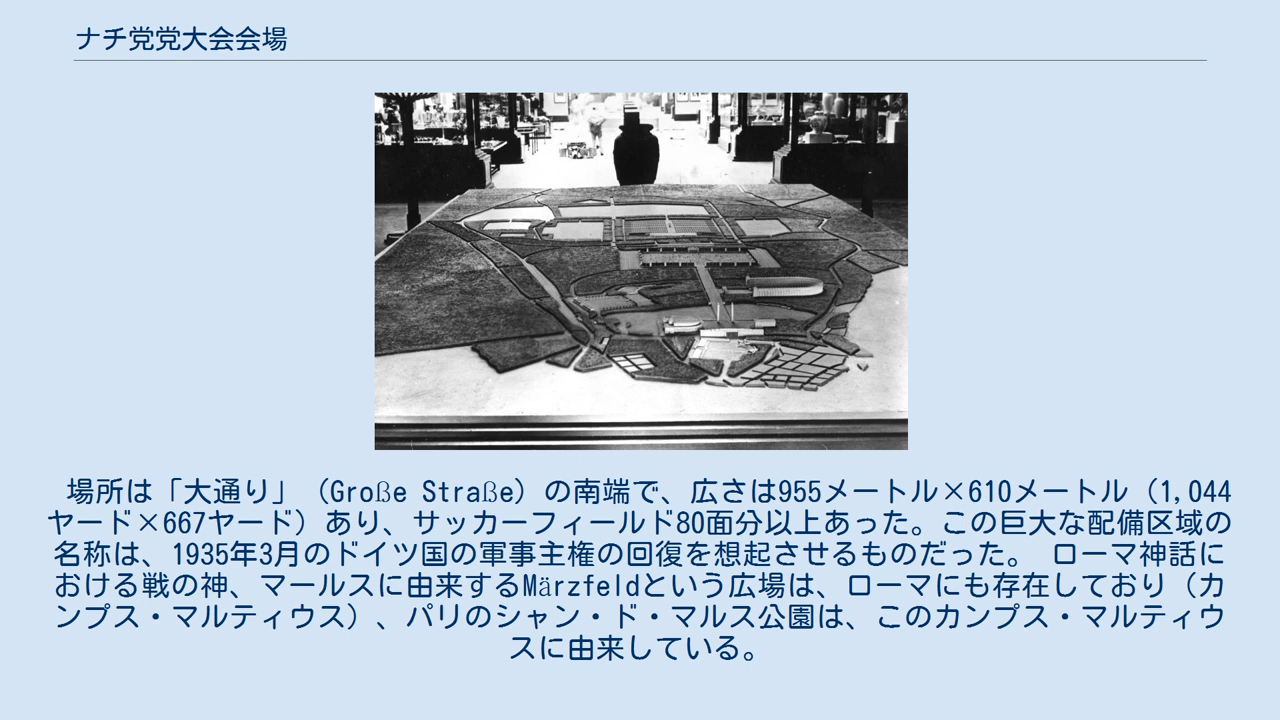 ナチ党党大会会場
場所は「大通り」（Große Straße）の南端で、広さは955メートル×610メートル（1,044
ヤード×667ヤード）あり、サッカーフィールド80面分以上あった。この巨大な配備区域の
名称は、1935年3月のドイツ国の軍事主権の回復を想起させるものだった。 ローマ神話に
おける戦の神、マールスに由来するMärzfeldという広場は、ローマにも存在しており（カ
ンプス・マルティウス）、パリのシャン・ド・マルス公園は、このカンプス・マルティウ
スに由来している。